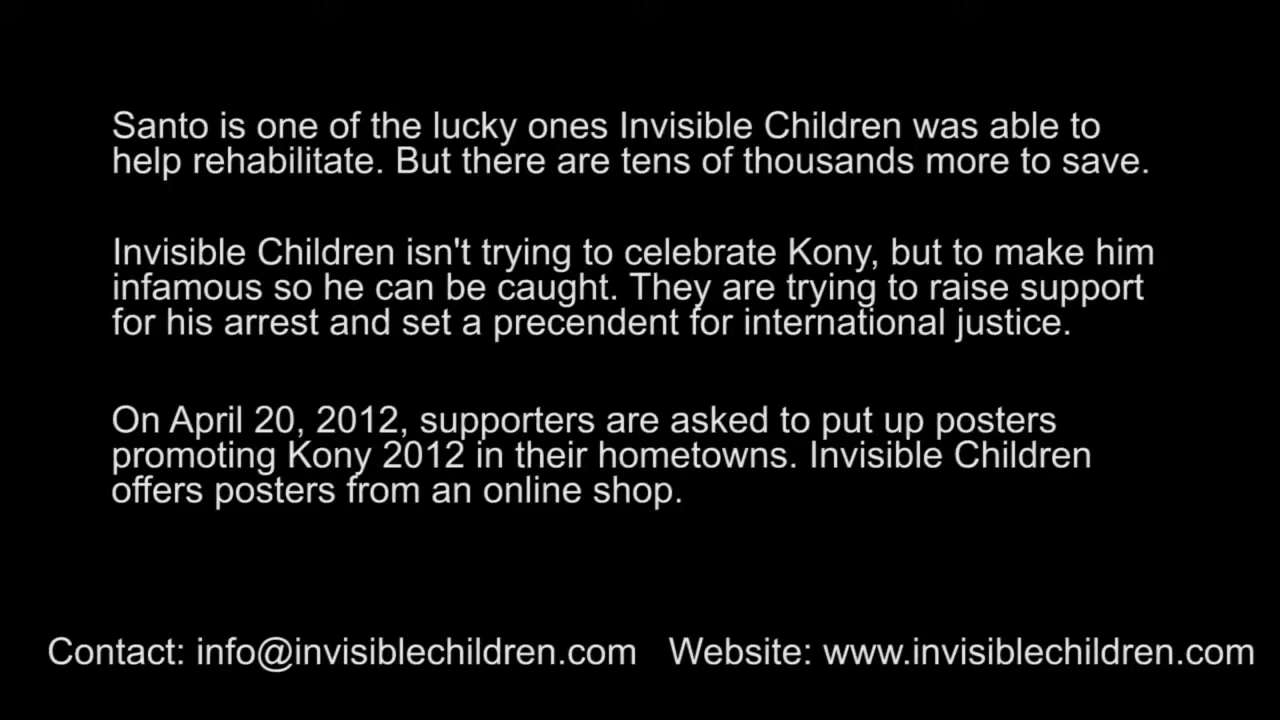 Santo is one of the lucky ones Invisible Children was able to
help rehabilitate. But there are tens of thousands more to save.
Invisible Children isn't trying to celebrate Kony, but to make him
infamous so he can be caught. They are trying to raise support
for his arrest and set a precendent for international justice.
On April 20, 2012, supporters are asked to put up posters
promoting Kony 2012 in their hometowns. Invisible Children
offers posters from an online shop.
Contact: info@invisiblechildren.com Website: www.invisiblechildren.com